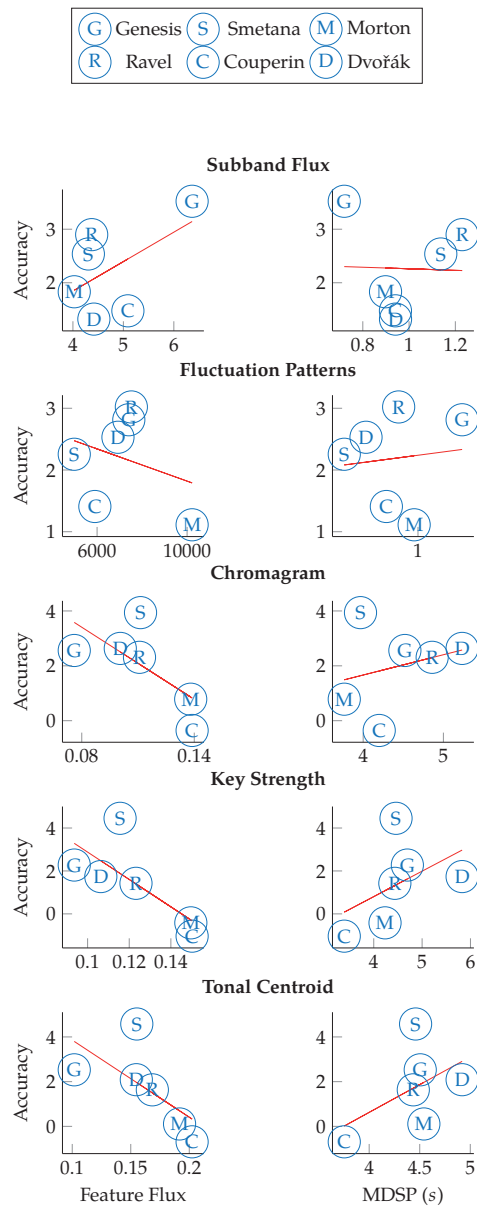 G Genesis S Smetana M Morton
R Ravel C Couperin D Dvořák
Subband Flux
Accuracy
3
2
G
R
S
M
C
D
4 5 6
G
R
S
M
C
D
0.8 1 1.2
Fluctuation Patterns
Accuracy
3
2
1
R
G
D
S
C
M
6000 10000
R
G
D
S
C
M
1
Chromagram
Accuracy
4
2
0
S
G
D
R
M
C
0.08 0.14
S
G
D
R
M
C
4 5
Key Strength
Accuracy
4
2
0
S
G
D
R
M
C
0.1 0.12 0.14
S
G
D
R
M
C
4 5 6
Tonal Centroid
Accuracy
4
2
0
S
G
D
R
M
C
0.1 0.15 0.2
S
G
D
R
M
C
4 4.5 5
Feature Flux MDSP (s)